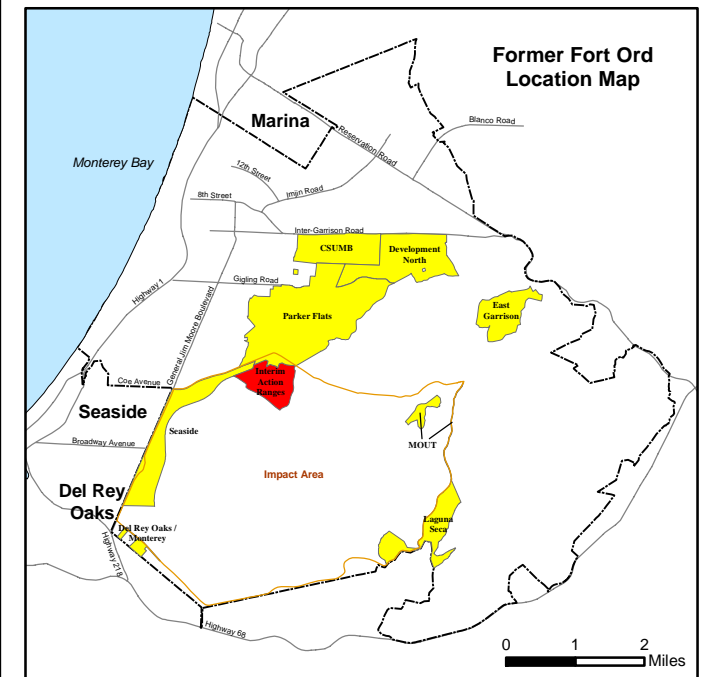 Former Fort Ord
Location Map
Marina
Blanco Road
Reservation Road
Monterey Bay
12th Street
Imjin Road
8th Street
Inter-Garrison Road
CSUMB
Development
North
Gigling Road
Highway 1
General Jim Moore Boulevard
Parker Flats
East
Garrison
Interim
Action
Ranges
Coe Avenue
Seaside
Seaside
Broadway Avenue
MOUT
Impact Area
Del Rey
Oaks
Laguna
Seca
Del Rey Oaks /
Monterey
Highway 218
Highway 68
0 1 2
Miles